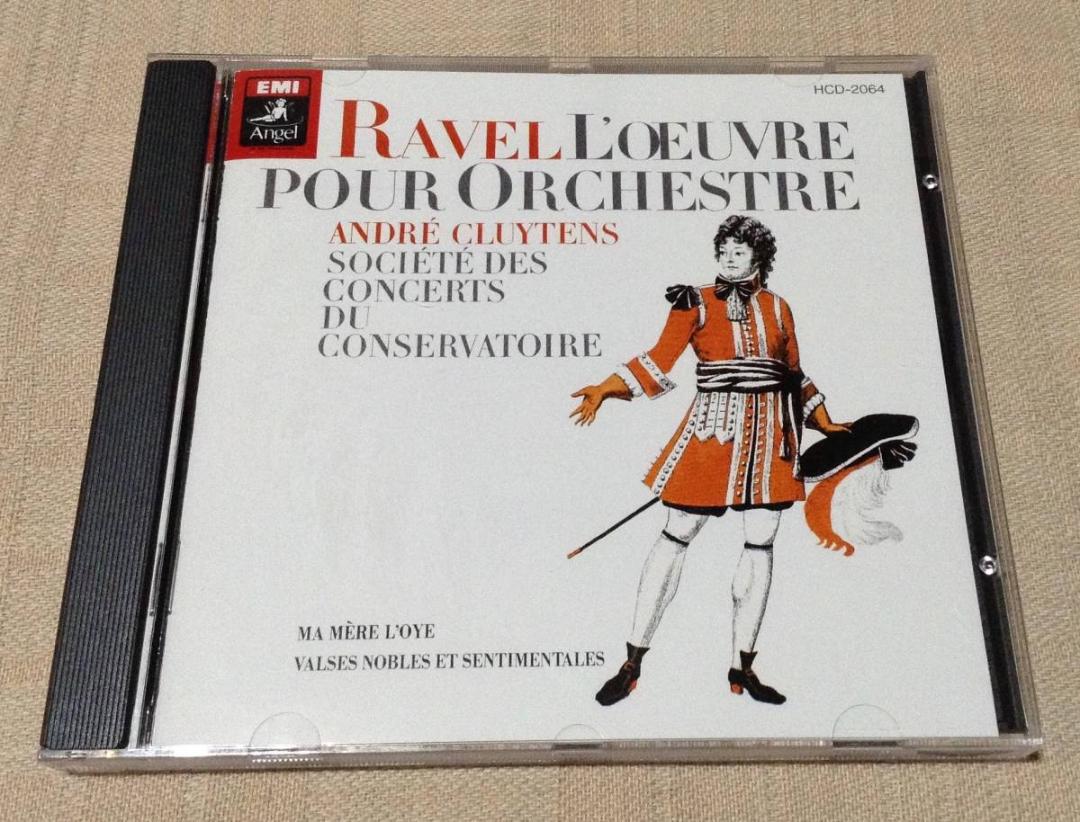 EMI
Angel
HCD-2064
RAVEL L'ŒUVRE
POUR ORCHESTRE
ANDRÉ CLUYTENS
SOCIÉTÉ DES
CONCERTS
DU
CONSERVATOIRE
MA MÈRE L'OYE
VALSES NOBLES ET SENTIMENTALES